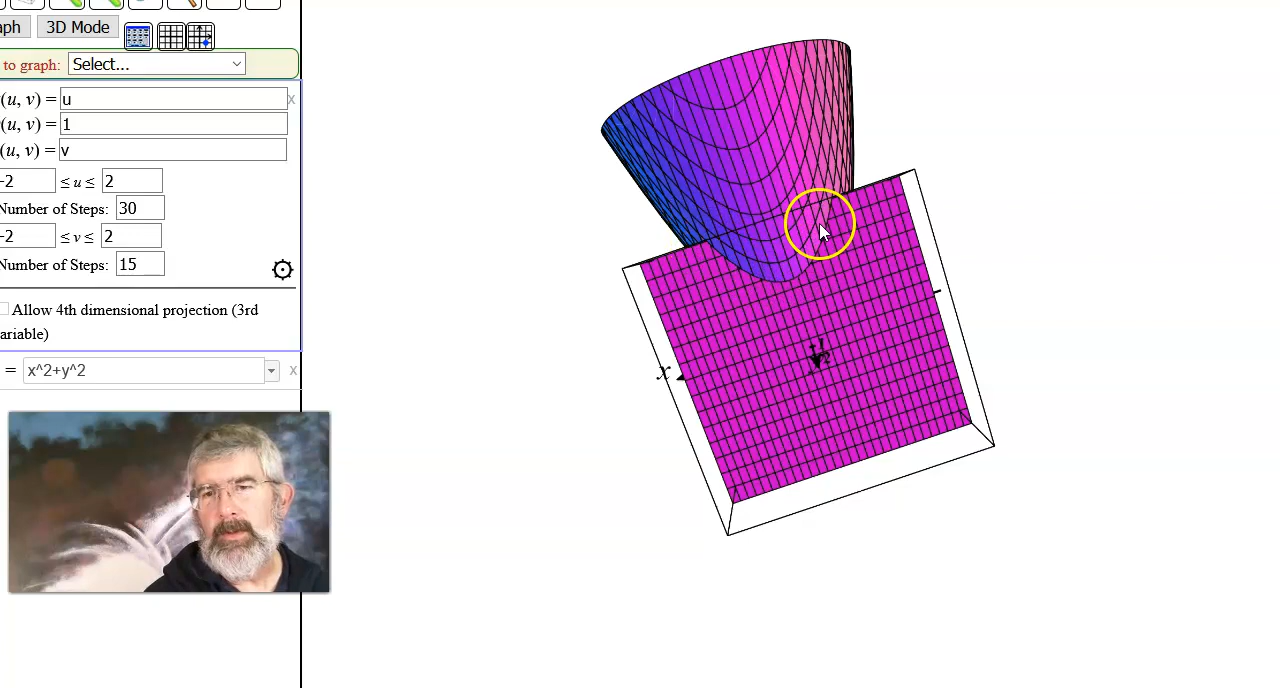 aph 3D Mode
to graph: Select...
(u, v) = u x
(u, v) = 1
(u, v) = v
-2 ≤ u ≤ 2
Number of Steps: 30
-2 ≤ v ≤ 2
Number of Steps: 15
Allow 4th dimensional projection (3rd
ariable)
= x^2+y^2 x
x